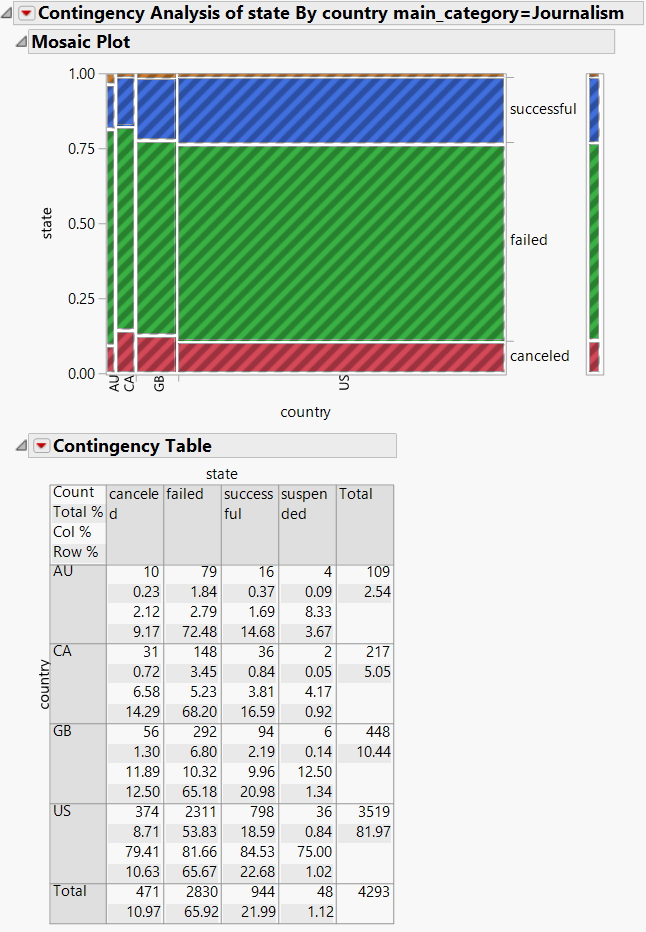 Contingency Analysis of state By country main_category=Journalism
Mosaic Plot
1.00
0.75
0.50
0.25
0.00
state
successful
failed
canceled
AU
CA
GB
US
country
Contingency Table
state
Count
Total %
Col %
Row %
cancele
d
failed
success
ful
suspen
ded
Total
country
AU 10 79 16 4 109
0.23 1.84 0.37 0.09 2.54
2.12 2.79 1.69 8.33
9.17 72.48 14.68 3.67
CA 31 148 36 2 217
0.72 3.45 0.84 0.05 5.05
6.58 5.23 3.81 4.17
14.29 68.20 16.59 0.92
GB 56 292 94 6 448
1.30 6.80 2.19 0.14 10.44
11.89 10.32 9.96 12.50
12.50 65.18 20.98 1.34
US 374 2311 798 36 3519
8.71 53.83 18.59 0.84 81.97
79.41 81.66 84.53 75.00
10.63 65.67 22.68 1.02
Total 471 2830 944 48 4293
10.97 65.92 21.99 1.12